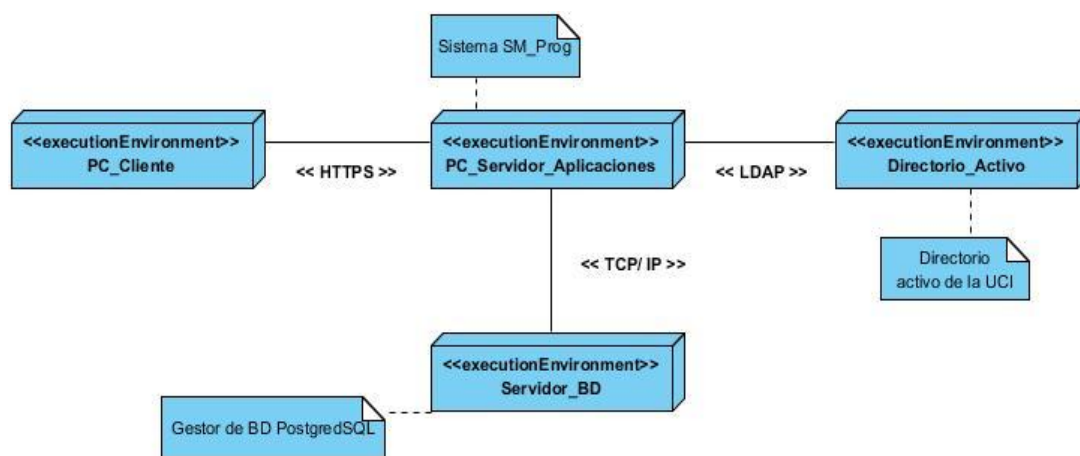 Sistema SM_Prog
<<executionEnvironment>>
PC_Cliente
<< HTTPS >>
<<executionEnvironment>>
PC_Servidor_Aplicaciones
<< LDAP >>
<<executionEnvironment>>
Directorio_Activo
Directorio
activo de la UCI
<< TCP/ IP >>
<<executionEnvironment>>
Servidor_BD
Gestor de BD PostgredSQL